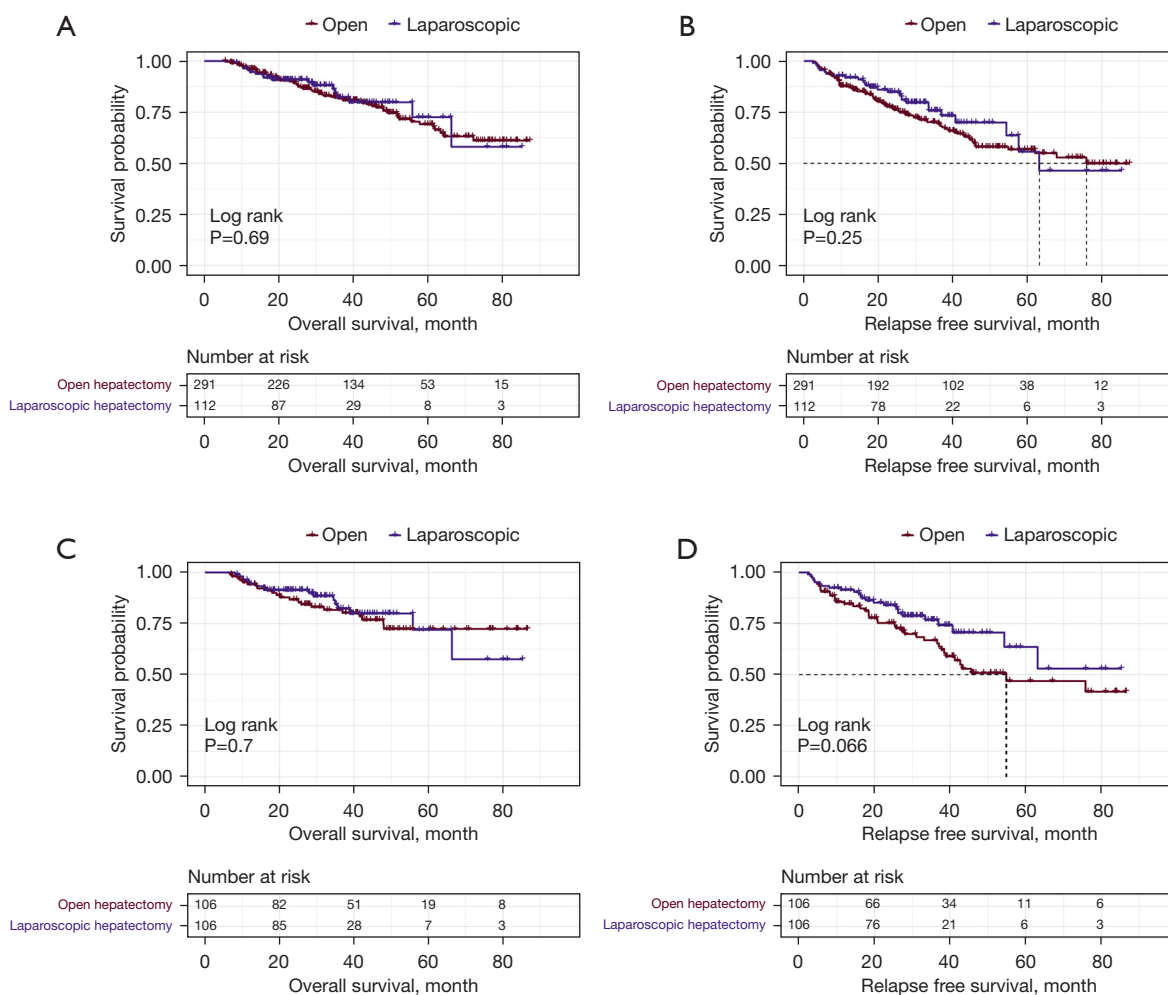 A
Open Laparoscopic
1.00
0.75
0.50
0.25
0.00
Survival probability
Log rank
P=0.69
0 20 40 60 80
Overall survival, month
Number at risk
Open hepatectomy 291 226 134 53 15
Laparoscopic hepatectomy 112 87 29 8 3
0 20 40 60 80
Overall survival, month
B
Open Laparoscopic
1.00
0.75
0.50
0.25
0.00
Survival probability
Log rank
P=0.25
0 20 40 60 80
Relapse free survival, month
Number at risk
Open hepatectomy 291 192 102 38 12
Laparoscopic hepatectomy 112 78 22 6 3
0 20 40 60 80
Relapse free survival, month
C
Open Laparoscopic
1.00
0.75
0.50
0.25
0.00
Survival probability
Log rank
P=0.7
0 20 40 60 80
Overall survival, month
Number at risk
Open hepatectomy 106 82 51 19 8
Laparoscopic hepatectomy 106 85 28 7 3
0 20 40 60 80
Overall survival, month
D
Open Laparoscopic
1.00
0.75
0.50
0.25
0.00
Survival probability
Log rank
P=0.066
0 20 40 60 80
Relapse free survival, month
Number at risk
Open hepatectomy 106 66 34 11 6
Laparoscopic hepatectomy 106 76 21 6 3
0 20 40 60 80
Relapse free survival, month